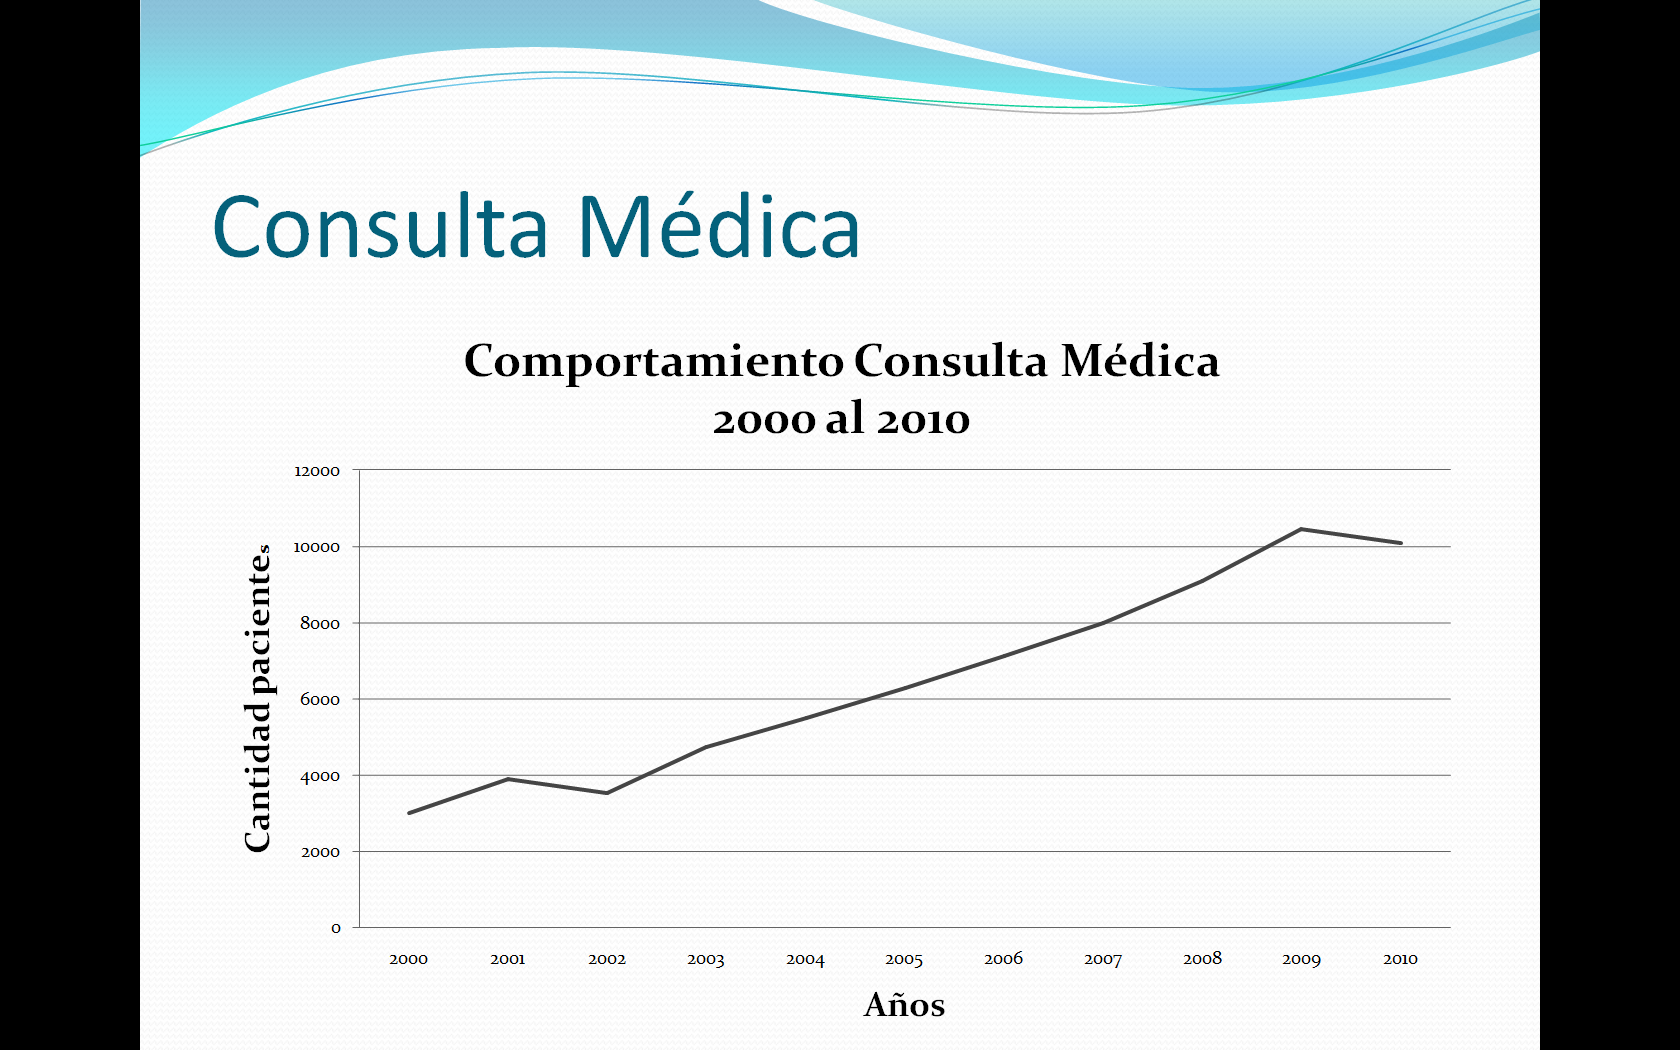 Consulta Médica
Comportamiento Consulta Médica
2000 al 2010
Cantidad pacientes
12000
10000
8000
6000
4000
2000
0
2000 2001 2002 2003 2004 2005 2006 2007 2008 2009 2010
Años